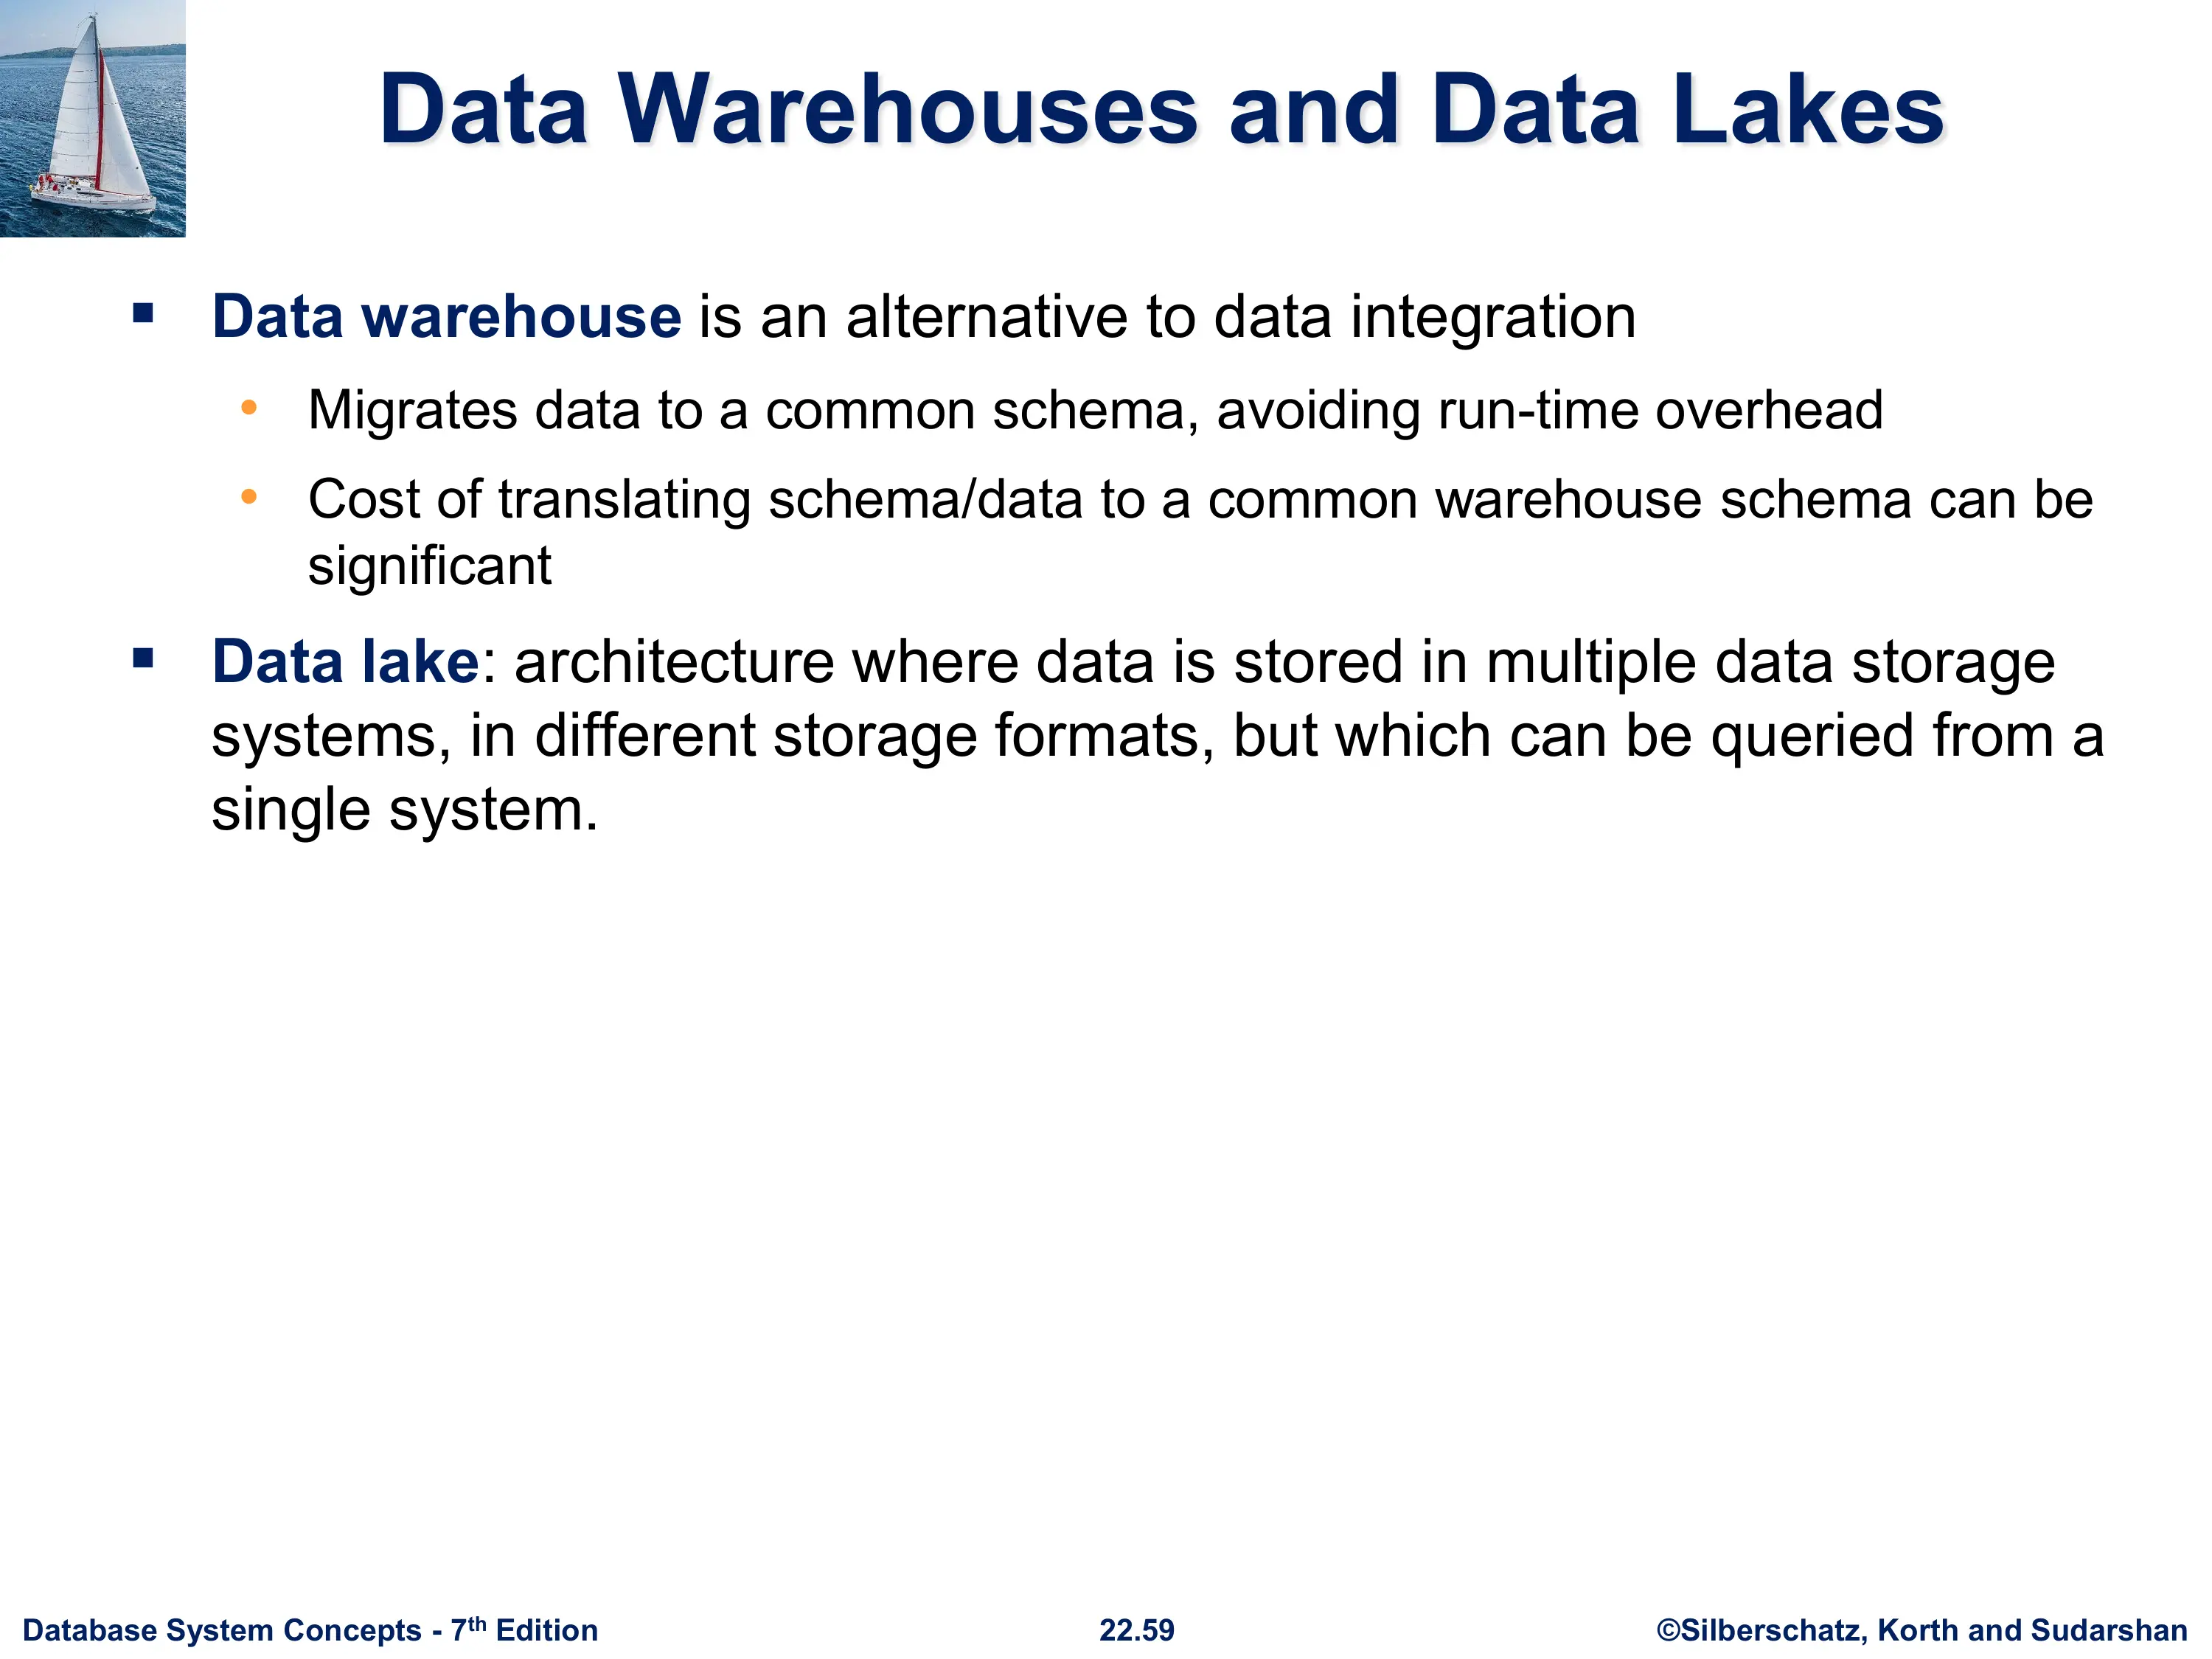 Data Warehouses and Data Lakes
▪ Data warehouse is an alternative to data integration
• Migrates data to a common schema, avoiding run-time overhead
• Cost of translating schema/data to a common warehouse schema can be
significant
▪ Data lake: architecture where data is stored in multiple data storage
systems, in different storage formats, but which can be queried from a
single system.
Database System Concepts - 7th Edition
22.59
©Silberschatz, Korth and Sudarshan